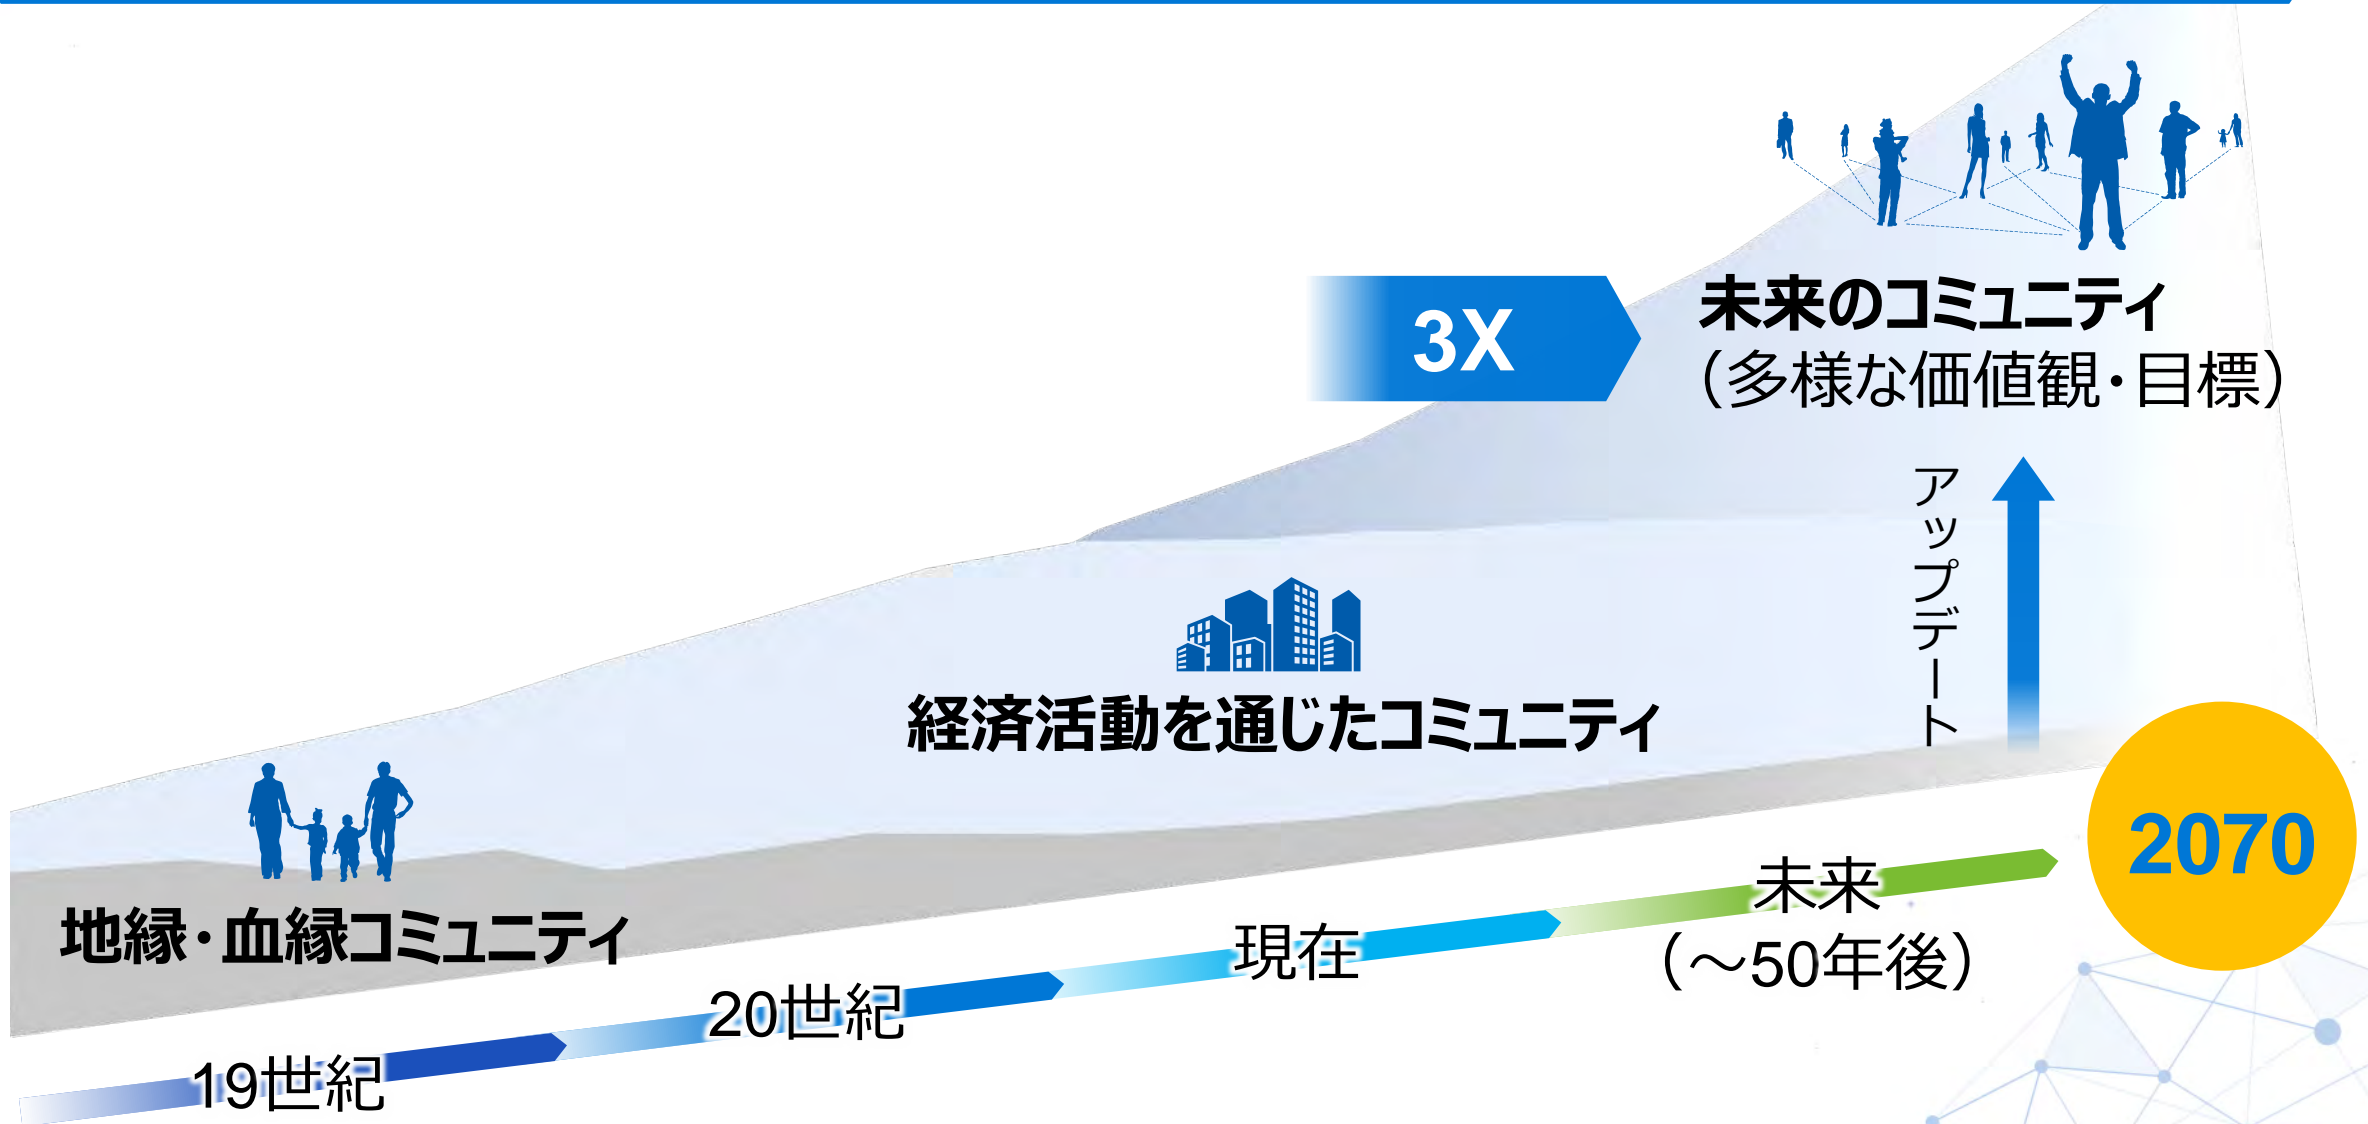 3X
未来のコミュニティ
（多様な価値観・目標）
アップデート
経済活動を通じたコミュニティ
地縁・血縁コミュニティ
2070
未来
（～50年後）
現在
20世紀
19世紀